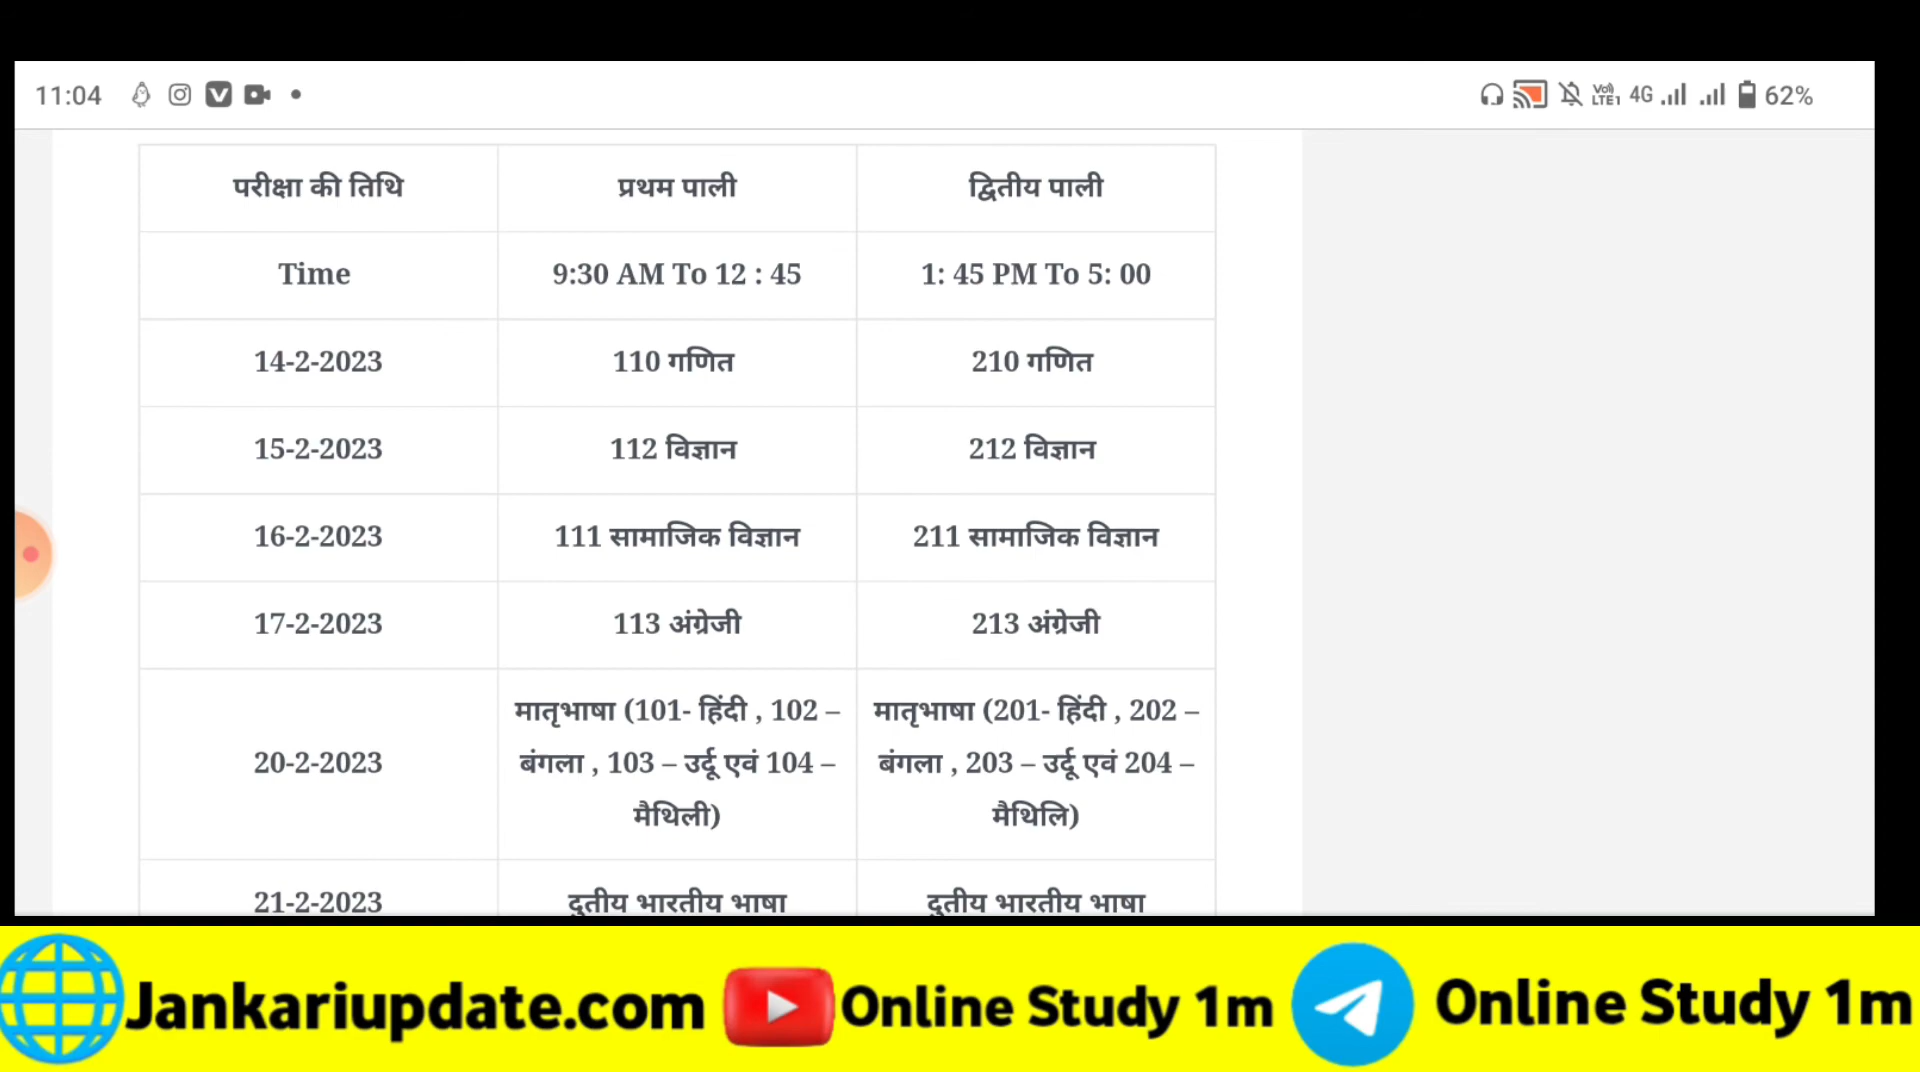 11:04 VoLTE1 4G 62%
परीक्षा की तिथि प्रथम पाली द्वितीय पाली
Time 9:30 AM To 12 : 45 1: 45 PM To 5: 00
14-2-2023 110 गणित 210 गणित
15-2-2023 112 विज्ञान 212 विज्ञान
16-2-2023 111 सामाजिक विज्ञान 211 सामाजिक विज्ञान
17-2-2023 113 अंग्रेजी 213 अंग्रेजी
20-2-2023
मातृभाषा (101- हिंदी , 102 –
बंगला , 103 – उर्दू एवं 104 –
मैथिली)
मातृभाषा (201- हिंदी , 202 –
बंगला , 203 – उर्दू एवं 204 –
मैथिलि)
21-2-2023 दुतीय भारतीय भाषा दुतीय भारतीय भाषा
Jankariupdate.com Online Study 1m Online Study 1m